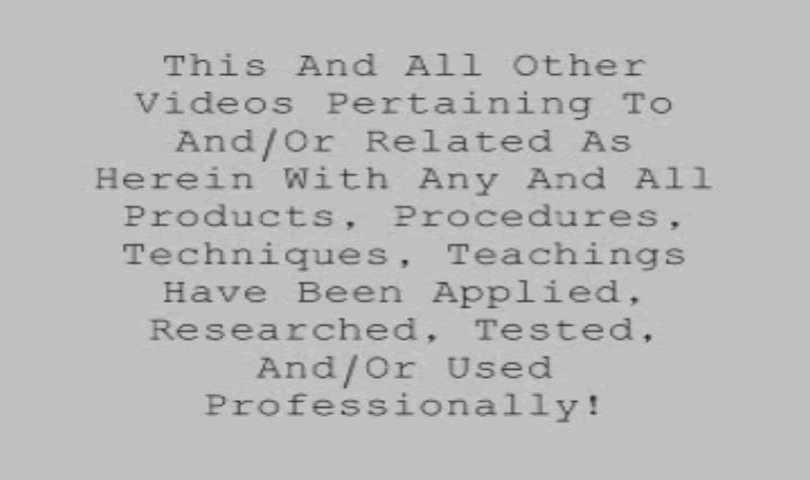 This And All Other
Videos Pertaining To
And/Or Related As
Herein With Any And All
Products, Procedures,
Techniques, Teachings
Have Been Applied,
Researched, Tested,
And/Or Used
Professionally!